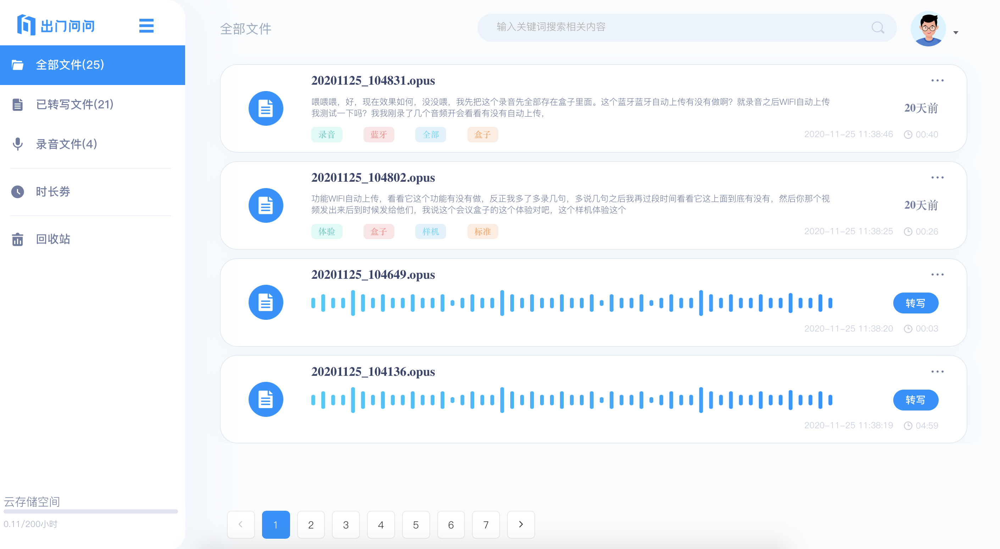 出门问问
全部文件(25)
已转写文件(21)
录音文件(4)
时长券
回收站
云存储空间
0.11/200小时
全部文件
输入关键词搜索相关内容
20201125_104831.opus
喂喂喂，好，现在效果如何，没没喂，我先把这个录音先全部存在盒子里面。这个蓝牙蓝牙自动上传有没有做啊？就录音之后WIFI自动上传
我测试一下吗？我我刚录了几个音频开会看看有没有自动上传，
20天前
录音 蓝牙 全部 盒子
2020-11-25 11:38:46 00:40
20201125_104802.opus
功能WIFI自动上传，看看它这个功能有没有做，反正我多了多录几句，多说几句之后我再过段时间看看它这上面到底有没有，然后你那个视
频发出来后到时候发给他们，我说这个会议盒子的这个体验对吧，这个样机体验这个
20天前
体验 盒子 样机 标准
2020-11-25 11:38:25 00:26
20201125_104649.opus
转写
2020-11-25 11:38:20 00:03
20201125_104136.opus
转写
2020-11-25 11:38:19 04:59
1 2 3 4 5 6 7